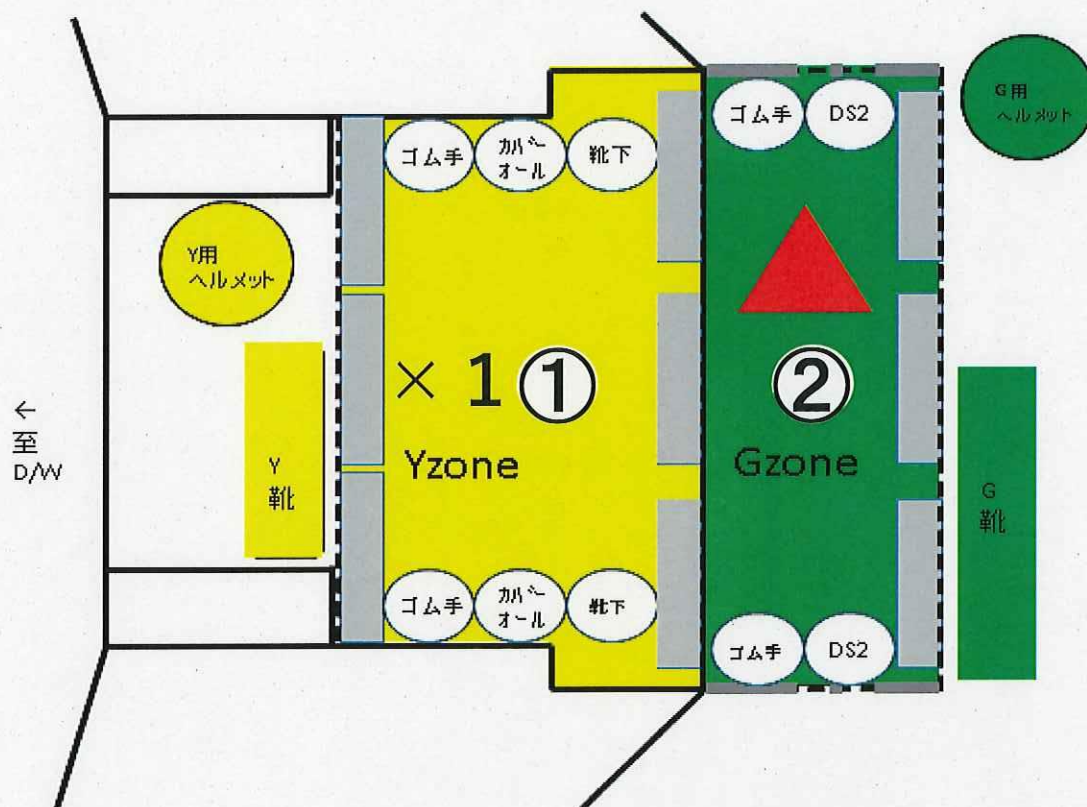 ゴム手
カバー
オール
靴下
ゴム手
DS2
G用
ヘルメット
Y用
ヘルメット
×1
①
②
←
至
D/W
Yzone
Gzone
Y
靴
G
靴
ゴム手
カバー
オール
靴下
ゴム手
DS2